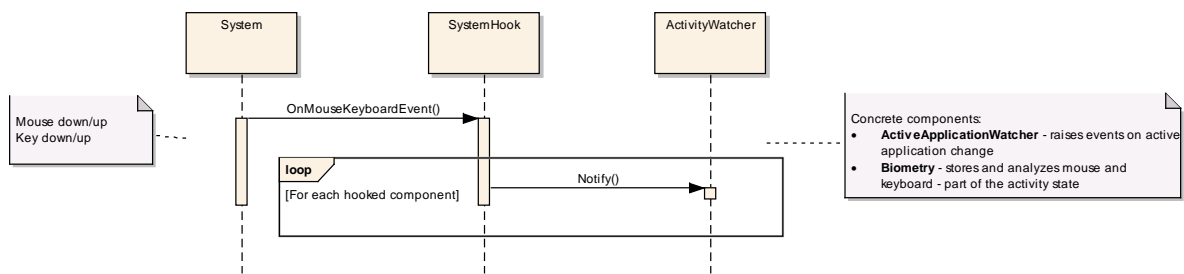 System
SystemHook
ActivityWatcher
Mouse down/up
Key down/up
OnMouseKeyboardEvent()
Concrete components:
• ActiveApplicationWatcher - raises events on active
application change
• Biometry - stores and analyzes mouse and
keyboard - part of the activity state
loop
[For each hooked component]
Notify()